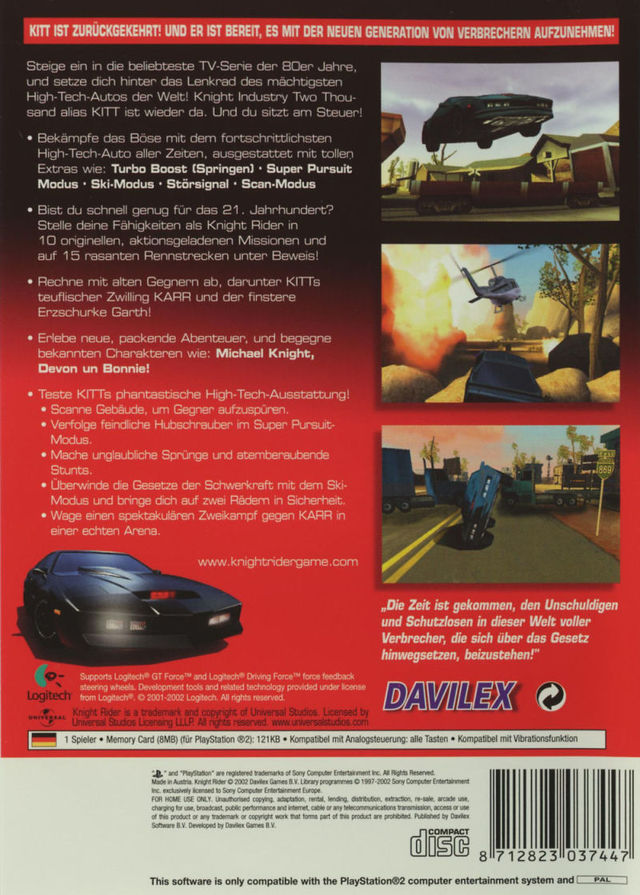 KITT IST ZURÜCKGEKEHRT! UND ER IST BEREIT, ES MIT DER NEUEN GENERATION VON VERBRECHERN AUFZUNEHMEN!
Steige ein in die beliebteste TV-Serie der 80er Jahre,
und setze dich hinter das Lenkrad des mächtigsten
High-Tech-Autos der Welt! Knight Industry Two Thou-
sand alias KITT ist wieder da. Und du sitzt am Steuer!
• Bekämpfe das Böse mit dem fortschrittlichsten
High-Tech-Auto aller Zeiten, ausgestattet mit tollen
Extras wie: Turbo Boost (Springen) • Super Pursuit
Modus • Ski-Modus • Störsignal • Scan-Modus
• Bist du schnell genug für das 21. Jahrhundert?
Stelle deine Fähigkeiten als Knight Rider in
10 originellen, aktionsgeladenen Missionen und
auf 15 rasanten Rennstrecken unter Beweis!
• Rechne mit alten Gegnern ab, darunter KITTs
teuflischer Zwilling KARR und der finstere
Erzschurke Garth!
• Erlebe neue, packende Abenteuer, und begegne
bekannten Charakteren wie: Michael Knight,
Devon un Bonnie!
• Teste KITTs phantastische High-Tech-Ausstattung!
• Scanne Gebäude, um Gegner aufzuspüren.
• Verfolge feindliche Hubschrauber im Super Pursuit-
Modus.
• Mache unglaubliche Sprünge und atemberaubende
Stunts.
• Überwinde die Gesetze der Schwerkraft mit dem Ski-
Modus und bringe dich auf zwei Rädern in Sicherheit.
• Wage einen spektakulären Zweikampf gegen KARR in
einer echten Arena.
www.knightridergame.com
869
„Die Zeit ist gekommen, den Unschuldigen
und Schutzlosen in dieser Welt voller
Verbrecher, die sich über das Gesetz
hinwegsetzen, beizustehen!"
Logitech
Supports Logitech® GT Force™ and Logitech® Driving Force™ force feedback
steering wheels. Development tools and related technology provided under license
from Logitech®. © 2001-2002 Logitech. All rights reserved.
UNIVERSAL
Knight Rider is a trademark and copyright of Universal Studios. Licensed by
Universal Studios Licensing LLLP. All rights reserved. www.universalstudios.com
DAVILEX
1 Spieler • Memory Card (8MB) (für PlayStation ®2): 121KB • Kompatibel mit Analogsteuerung: alle Tasten • Kompatibel mit Vibrationsfunktion
" and "PlayStation" are registered trademarks of Sony Computer Entertainment Inc. All Rights Reserved.
Made in Austria. Knight Rider © 2002 Davilex Games B.V. Library programmes © 1997-2002 Sony Computer Entertainment
Inc. exclusively licensed to Sony Computer Entertainment Europe.
FOR HOME USE ONLY. Unauthorised copying, adaptation, rental, lending, distribution, extraction, re-sale, arcade use,
charging for use, broadcast, public performance and internet, cable or any telecommunications transmission, access or use
of this product or any trademark or copyright work that forms part of this product are prohibited. Published by Davilex
Software B.V. Developed by Davilex Games B.V.
COMPACT
disc
8 712823 037447
This software is only compatible with the PlayStation®2 computer entertainment system and PAL